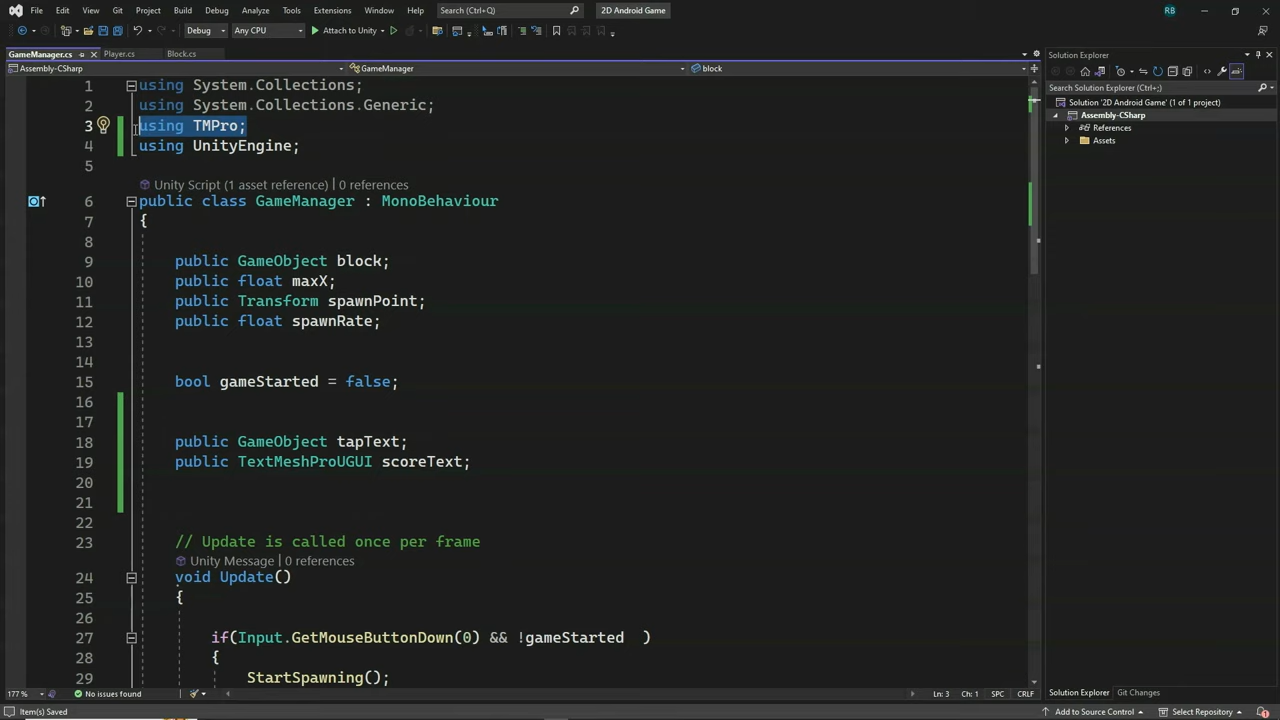 File Edit View Git Project Build Debug Analyze Tools Extensions Window Help Search (Ctrl+Q) 2D Android Game RB
Debug Any CPU Attach to Unity
GameManager.cs Player.cs Block.cs
Assembly-CSharp GameManager block
1 using System.Collections;
2 using System.Collections.Generic;
3 using TMPro;
4 using UnityEngine;
5
Unity Script (1 asset reference) | 0 references
6 public class GameManager : MonoBehaviour
7 {
8
9 public GameObject block;
10 public float maxX;
11 public Transform spawnPoint;
12 public float spawnRate;
13
14
15 bool gameStarted = false;
16
17
18 public GameObject tapText;
19 public TextMeshProUGUI scoreText;
20
21
22
23 // Update is called once per frame
Unity Message | 0 references
24 void Update()
25 {
26
27 if(Input.GetMouseButtonDown(0) && !gameStarted )
28 {
29 StartSpawning();
177 % No issues found Ln: 3 Ch: 1 SPC CRLF
Item(s) Saved
Solution Explorer
Search Solution Explorer (Ctrl+;)
Solution '2D Android Game' (1 of 1 project)
Assembly-CSharp
References
Assets
Solution Explorer Git Changes
Add to Source Control Select Repository 1